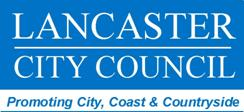 LANCASTER
CITY COUNCIL
Promoting City, Coast & Countryside